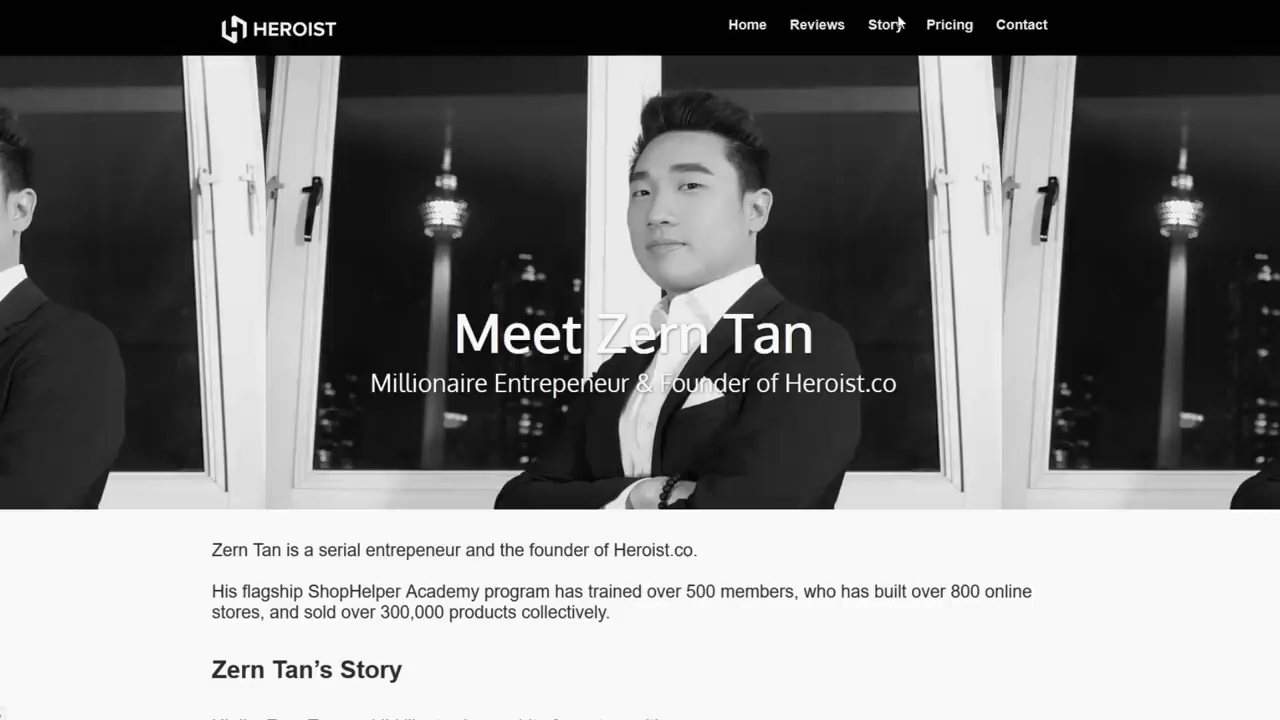 HEROIST
Home Reviews Story Pricing Contact
Meet Zern Tan
Millionaire Entrepeneur & Founder of Heroist.co
Zern Tan is a serial entrepeneur and the founder of Heroist.co.
His flagship ShopHelper Academy program has trained over 500 members, who has built over 800 online
stores, and sold over 300,000 products collectively.
Zern Tan's Story